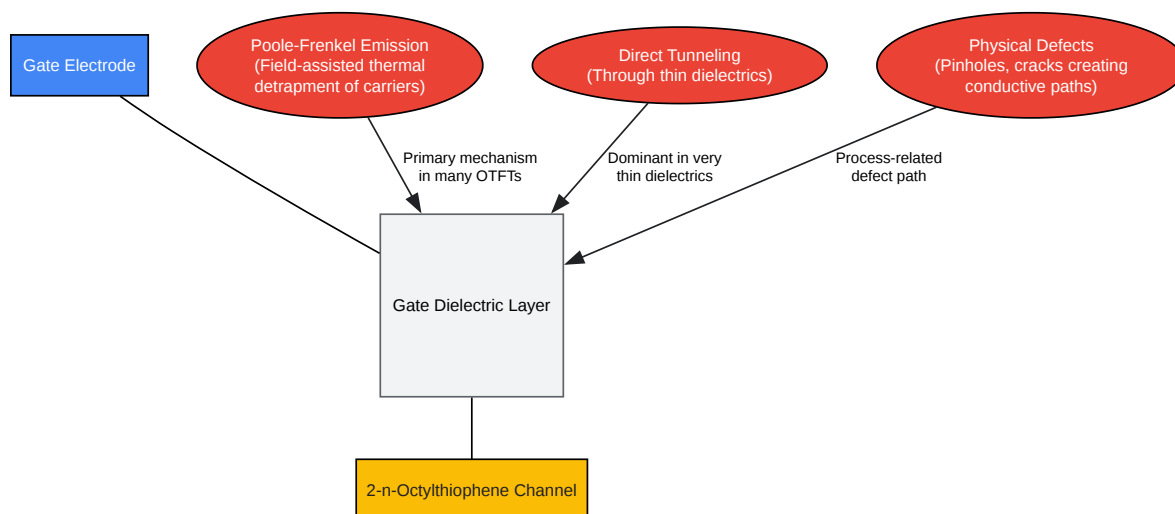 Gate Electrode
Poole-Frenkel Emission
(Field-assisted thermal
detrapment of carriers)
Direct Tunneling
(Through thin dielectrics)
Physical Defects
(Pinholes, cracks creating
conductive paths)
Primary mechanism
in many OTFTs
Dominant in very
thin dielectrics
Process-related
defect path
Gate Dielectric Layer
2-n-Octylthiophene Channel